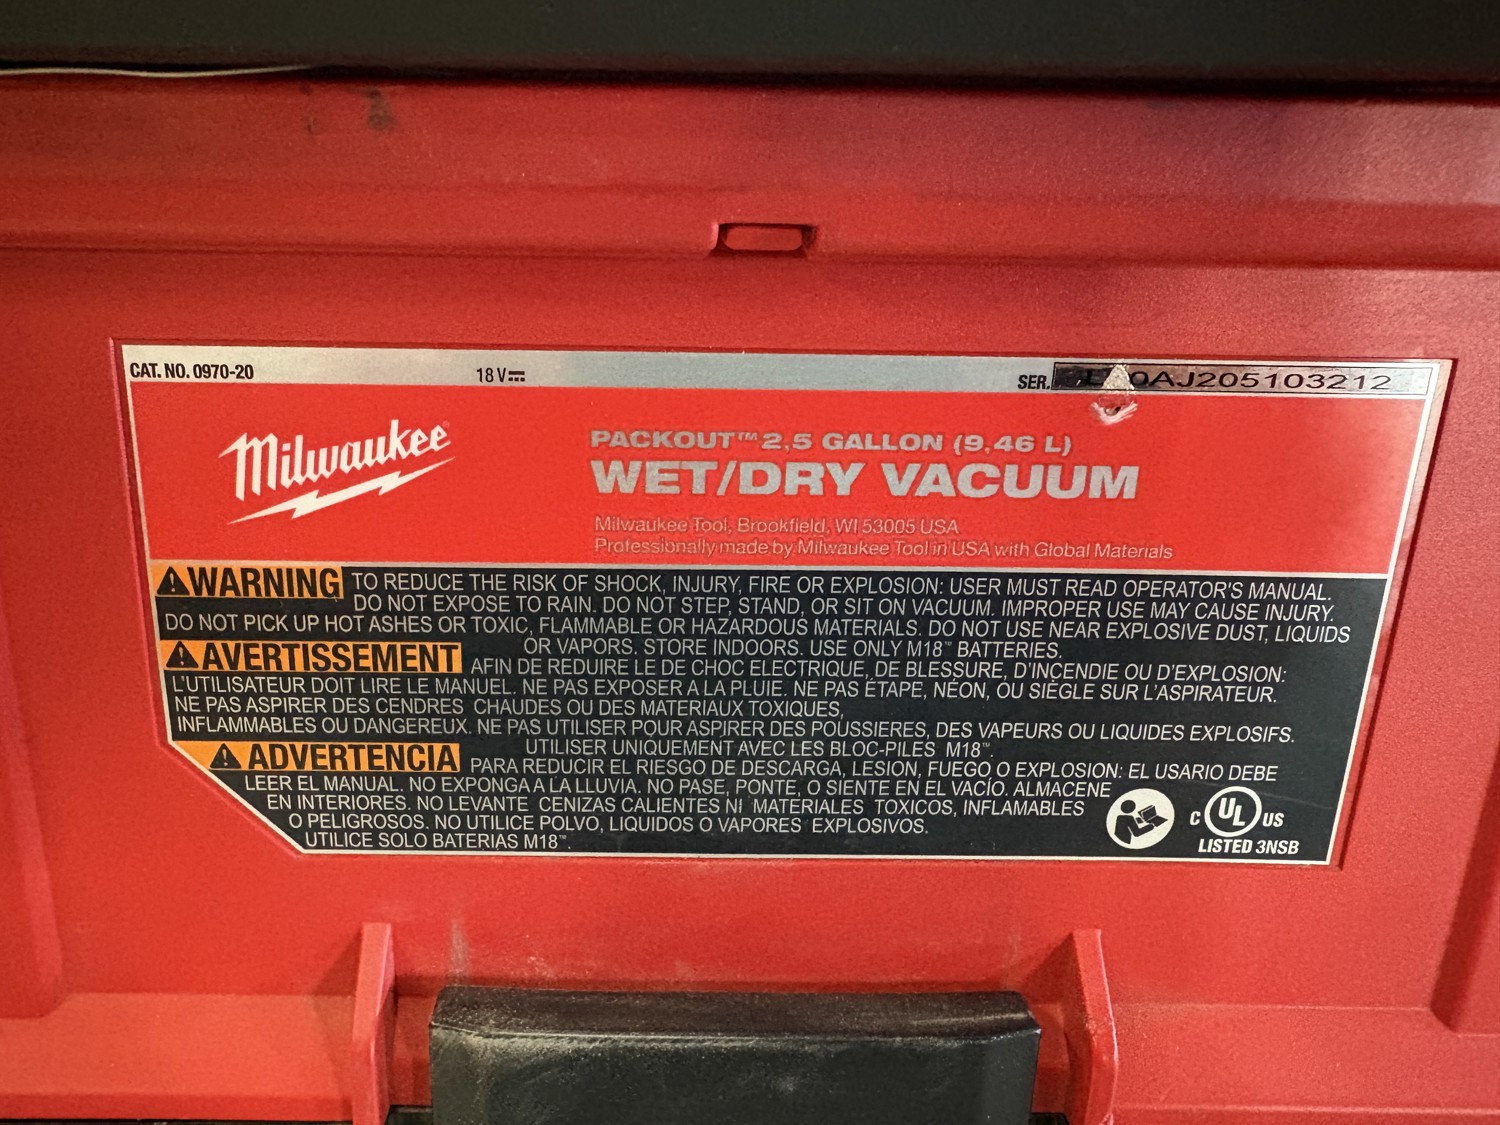 CAT. NO. 0970-20 18 V⎓ SER. AJ205103212
Milwaukee
PACKOUT™ 2,5 GALLON (9,46 L)
WET/DRY VACUUM
Milwaukee Tool, Brookfield, WI 53005 USA
Professionally made by Milwaukee Tool in USA with Global Materials
⚠WARNING TO REDUCE THE RISK OF SHOCK, INJURY, FIRE OR EXPLOSION: USER MUST READ OPERATOR'S MANUAL.
DO NOT EXPOSE TO RAIN. DO NOT STEP, STAND, OR SIT ON VACUUM. IMPROPER USE MAY CAUSE INJURY.
DO NOT PICK UP HOT ASHES OR TOXIC, FLAMMABLE OR HAZARDOUS MATERIALS. DO NOT USE NEAR EXPLOSIVE DUST, LIQUIDS
OR VAPORS. STORE INDOORS. USE ONLY M18™ BATTERIES.
⚠AVERTISSEMENT AFIN DE REDUIRE LE DE CHOC ELECTRIQUE, DE BLESSURE, D'INCENDIE OU D'EXPLOSION:
L'UTILISATEUR DOIT LIRE LE MANUEL. NE PAS EXPOSER A LA PLUIE. NE PAS ÉTAPE, NÉON, OU SIÈGLE SUR L'ASPIRATEUR.
NE PAS ASPIRER DES CENDRES CHAUDES OU DES MATERIAUX TOXIQUES,
INFLAMMABLES OU DANGEREUX. NE PAS UTILISER POUR ASPIRER DES POUSSIERES, DES VAPEURS OU LIQUIDES EXPLOSIFS.
UTILISER UNIQUEMENT AVEC LES BLOC-PILES M18™.
⚠ADVERTENCIA PARA REDUCIR EL RIESGO DE DESCARGA, LESION, FUEGO O EXPLOSION: EL USARIO DEBE
LEER EL MANUAL. NO EXPONGA A LA LLUVIA. NO PASE, PONTE, O SIENTE EN EL VACÍO. ALMACENE
EN INTERIORES. NO LEVANTE CENIZAS CALIENTES NI MATERIALES TOXICOS, INFLAMABLES
O PELIGROSOS. NO UTILICE POLVO, LIQUIDOS O VAPORES EXPLOSIVOS.
UTILICE SOLO BATERIAS M18™.
C UL US
LISTED 3NSB